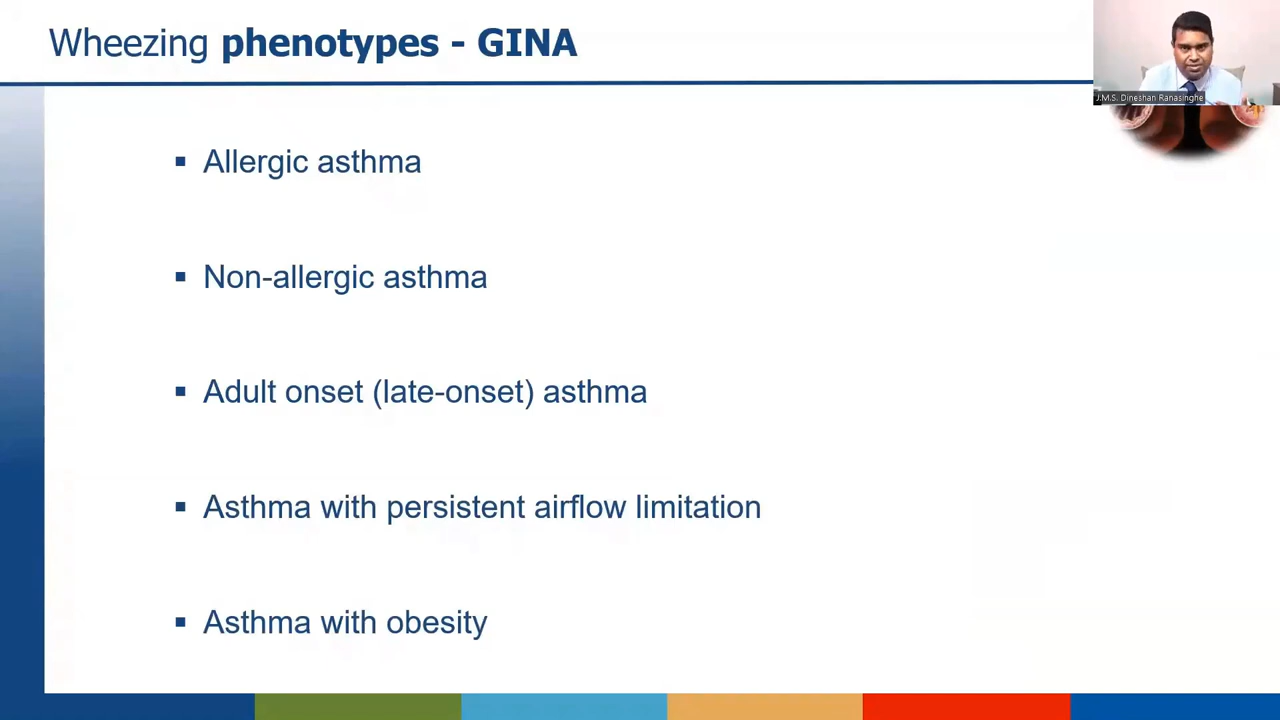 Wheezing phenotypes - GINA
J.M.S. Dineshan Ranasinghe
▪ Allergic asthma
▪ Non-allergic asthma
▪ Adult onset (late-onset) asthma
▪ Asthma with persistent airflow limitation
▪ Asthma with obesity